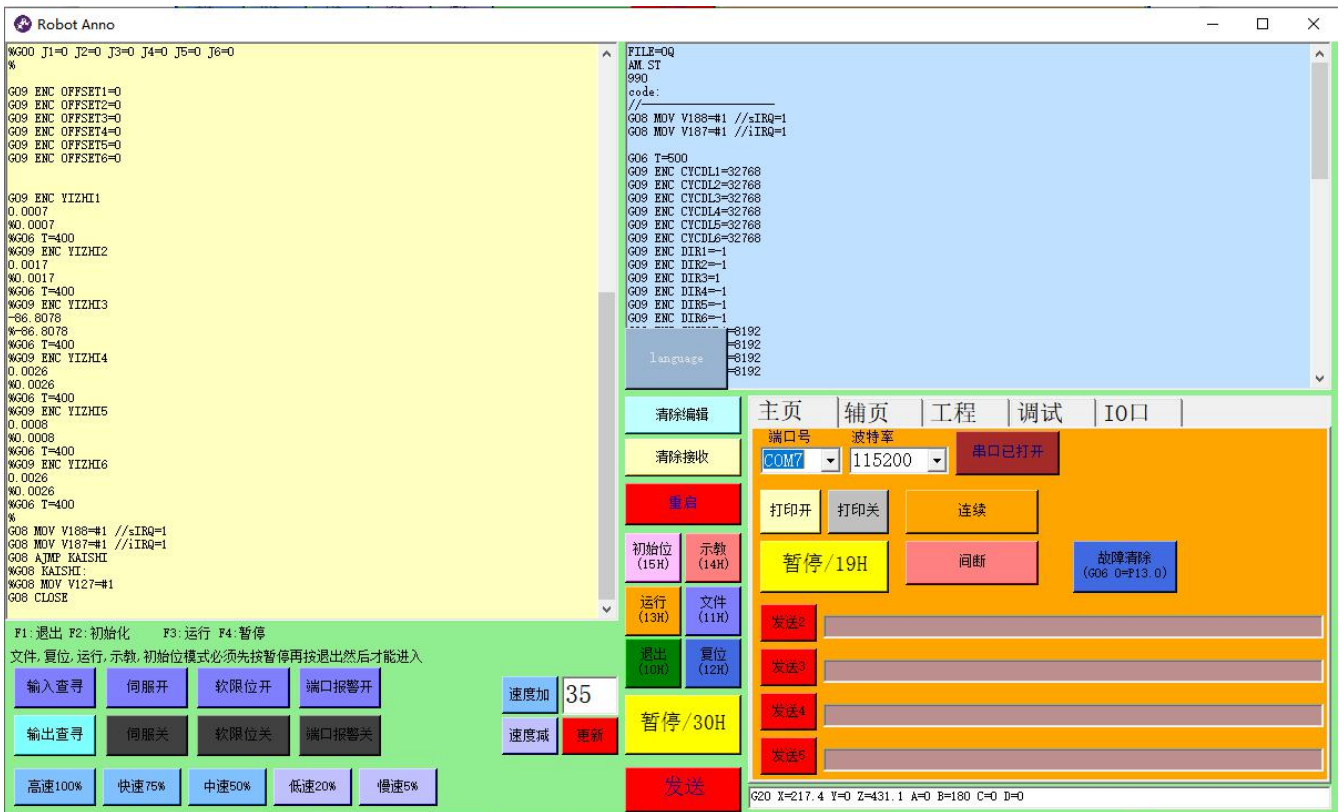 Robot Anno
%G00 J1=0 J2=0 J3=0 J4=0 J5=0 J6=0
%
G09 ENC OFFSET1=0
G09 ENC OFFSET2=0
G09 ENC OFFSET3=0
G09 ENC OFFSET4=0
G09 ENC OFFSET5=0
G09 ENC OFFSET6=0
G09 ENC YIZHI1
0.0007
%0.0007
%G06 T=400
%G09 ENC YIZHI2
0.0017
%0.0017
%G06 T=400
%G09 ENC YIZHI3
-86.8078
%-86.8078
%G06 T=400
%G09 ENC YIZHI4
0.0026
%0.0026
%G06 T=400
%G09 ENC YIZHI5
0.0008
%0.0008
%G06 T=400
%G09 ENC YIZHI6
0.0026
%0.0026
%G06 T=400
%
G08 MOV V188=#1 //sIRQ=1
G08 MOV V187=#1 //iIRQ=1
G08 AJMP KAISHI
%G08 KAISHI:
%G08 MOV V127=#1
G08 CLOSE
FILE=0Q
AM.ST
990
code:
//————————————
G08 MOV V188=#1 //sIRQ=1
G08 MOV V187=#1 //iIRQ=1
G06 T=500
G09 ENC CYCDL1=32768
G09 ENC CYCDL2=32768
G09 ENC CYCDL3=32768
G09 ENC CYCDL4=32768
G09 ENC CYCDL5=32768
G09 ENC CYCDL6=32768
G09 ENC DIR1=-1
G09 ENC DIR2=-1
G09 ENC DIR3=1
G09 ENC DIR4=-1
G09 ENC DIR5=-1
G09 ENC DIR6=-1
=8192
=8192
=8192
=8192
language
F1:退出 F2:初始化 F3:运行 F4:暂停
文件,复位,运行,示教,初始位模式必须先按暂停再按退出然后才能进入
输入查寻 伺服开 软限位开 端口报警开
输出查寻 伺服关 软限位关 端口报警关
高速100% 快速75% 中速50% 低速20% 慢速5%
速度加 35
速度减 更新
清除编辑
清除接收
重启
初始位 示教
(15H) (14H)
运行 文件
(13H) (11H)
退出 复位
(10H) (12H)
暂停/30H
发送
主页 辅页 工程 调试 IO口
端口号 波特率
COM7 115200 串口已打开
打印开 打印关 连续
暂停/19H 间断 故障清除
(G06 O=P13.0)
发送2
发送3
发送4
发送5
G20 X=217.4 Y=0 Z=431.1 A=0 B=180 C=0 D=0